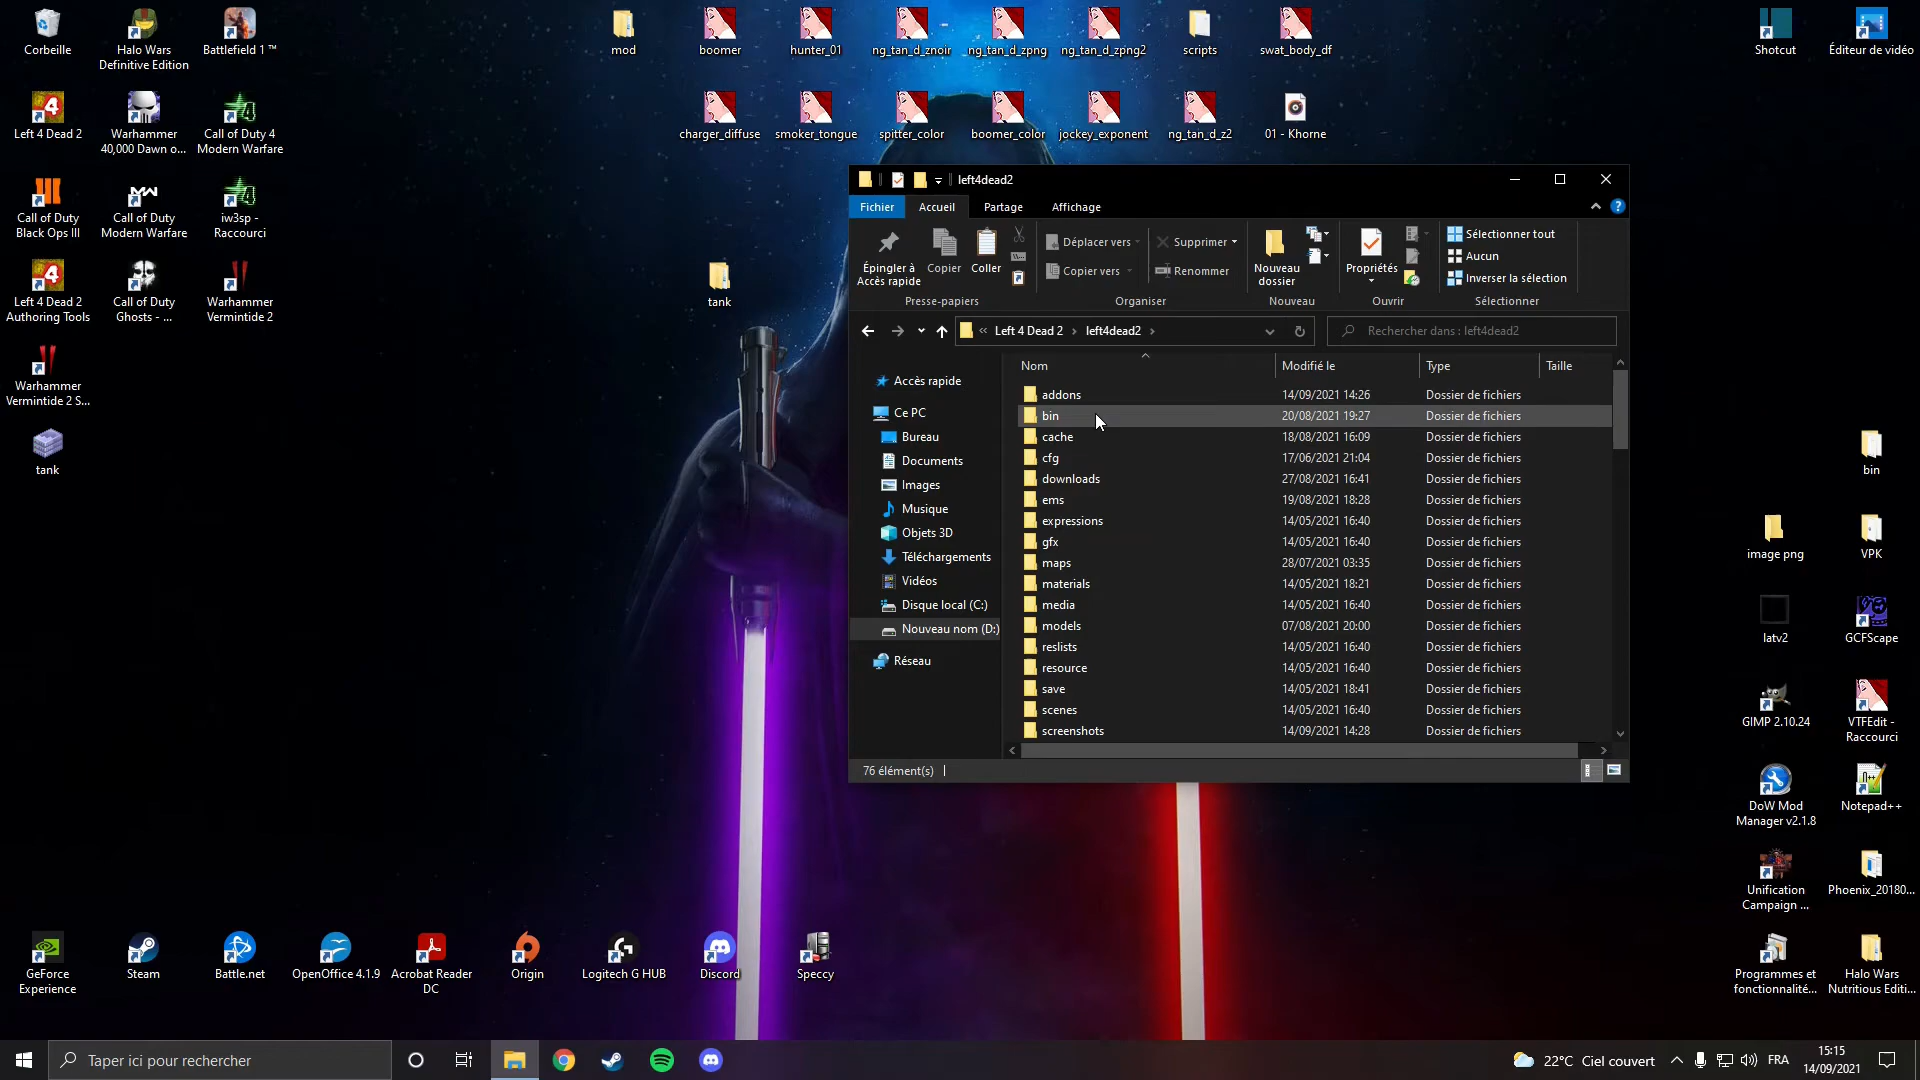 Corbeille
Halo Wars
Definitive Edition
Battlefield 1 ™
mod
boomer
hunter_01
ng_tan_d_znoir
ng_tan_d_zpng
ng_tan_d_zpng2
scripts
swat_body_df
Shotcut
Éditeur de vidéo
Left 4 Dead 2
Warhammer
40,000 Dawn o...
Call of Duty 4
Modern Warfare
charger_diffuse
smoker_tongue
spitter_color
boomer_color
jockey_exponent
ng_tan_d_z2
01 - Khorne
Call of Duty
Black Ops III
Call of Duty
Modern Warfare
iw3sp -
Raccourci
Left 4 Dead 2
Authoring Tools
Call of Duty
Ghosts - ...
Warhammer
Vermintide 2
tank
Warhammer
Vermintide 2 S...
tank
left4dead2
Fichier
Accueil
Partage
Affichage
Épingler à
Accès rapide
Copier
Coller
Déplacer vers
Copier vers
Supprimer
Renommer
Nouveau
dossier
Propriétés
Sélectionner tout
Aucun
Inverser la sélection
Presse-papiers
Organiser
Nouveau
Ouvrir
Sélectionner
« Left 4 Dead 2 › left4dead2 ›
Rechercher dans : left4dead2
Accès rapide
Ce PC
Bureau
Documents
Images
Musique
Objets 3D
Téléchargements
Vidéos
Disque local (C:)
Nouveau nom (D:)
Réseau
Nom Modifié le Type Taille
addons 14/09/2021 14:26 Dossier de fichiers
bin 20/08/2021 19:27 Dossier de fichiers
cache 18/08/2021 16:09 Dossier de fichiers
cfg 17/06/2021 21:04 Dossier de fichiers
downloads 27/08/2021 16:41 Dossier de fichiers
ems 19/08/2021 18:28 Dossier de fichiers
expressions 14/05/2021 16:40 Dossier de fichiers
gfx 14/05/2021 16:40 Dossier de fichiers
maps 28/07/2021 03:35 Dossier de fichiers
materials 14/05/2021 18:21 Dossier de fichiers
media 14/05/2021 16:40 Dossier de fichiers
models 07/08/2021 20:00 Dossier de fichiers
reslists 14/05/2021 16:40 Dossier de fichiers
resource 14/05/2021 16:40 Dossier de fichiers
save 14/05/2021 18:41 Dossier de fichiers
scenes 14/05/2021 16:40 Dossier de fichiers
screenshots 14/09/2021 14:28 Dossier de fichiers
76 élément(s)
bin
image png
VPK
latv2
GCFScape
GIMP 2.10.24
VTFEdit -
Raccourci
DoW Mod
Manager v2.1.8
Notepad++
Unification
Campaign ...
Phoenix_20180...
Programmes et
fonctionnalité...
Halo Wars
Nutritious Editi...
GeForce
Experience
Steam
Battle.net
OpenOffice 4.1.9
Acrobat Reader
DC
Origin
Logitech G HUB
Discord
Speccy
Taper ici pour rechercher
22°C Ciel couvert
FRA
15:15
14/09/2021